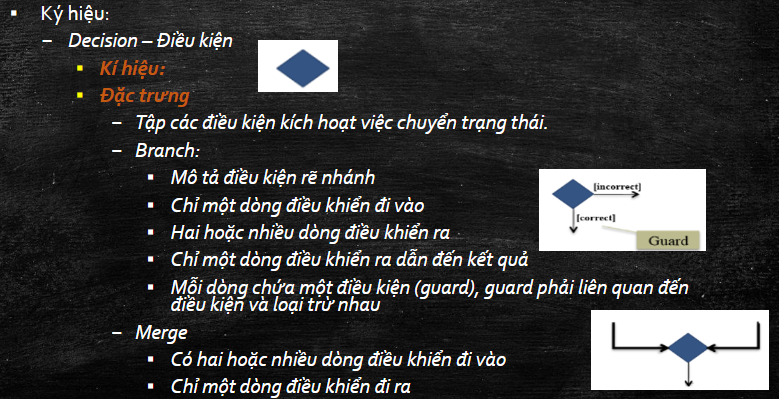 Ký hiệu:
– Decision – Điều kiện
Kí hiệu:
Đặc trưng
– Tập các điều kiện kích hoạt việc chuyển trạng thái.
– Branch:
Mô tả điều kiện rẽ nhánh
Chỉ một dòng điều khiển đi vào
Hai hoặc nhiều dòng điều khiển ra
Chỉ một dòng điều khiển ra dẫn đến kết quả
Mỗi dòng chứa một điều kiện (guard), guard phải liên quan đến
điều kiện và loại trừ nhau
[incorrect]
[correct]
Guard
– Merge
Có hai hoặc nhiều dòng điều khiển đi vào
Chỉ một dòng điều khiển đi ra